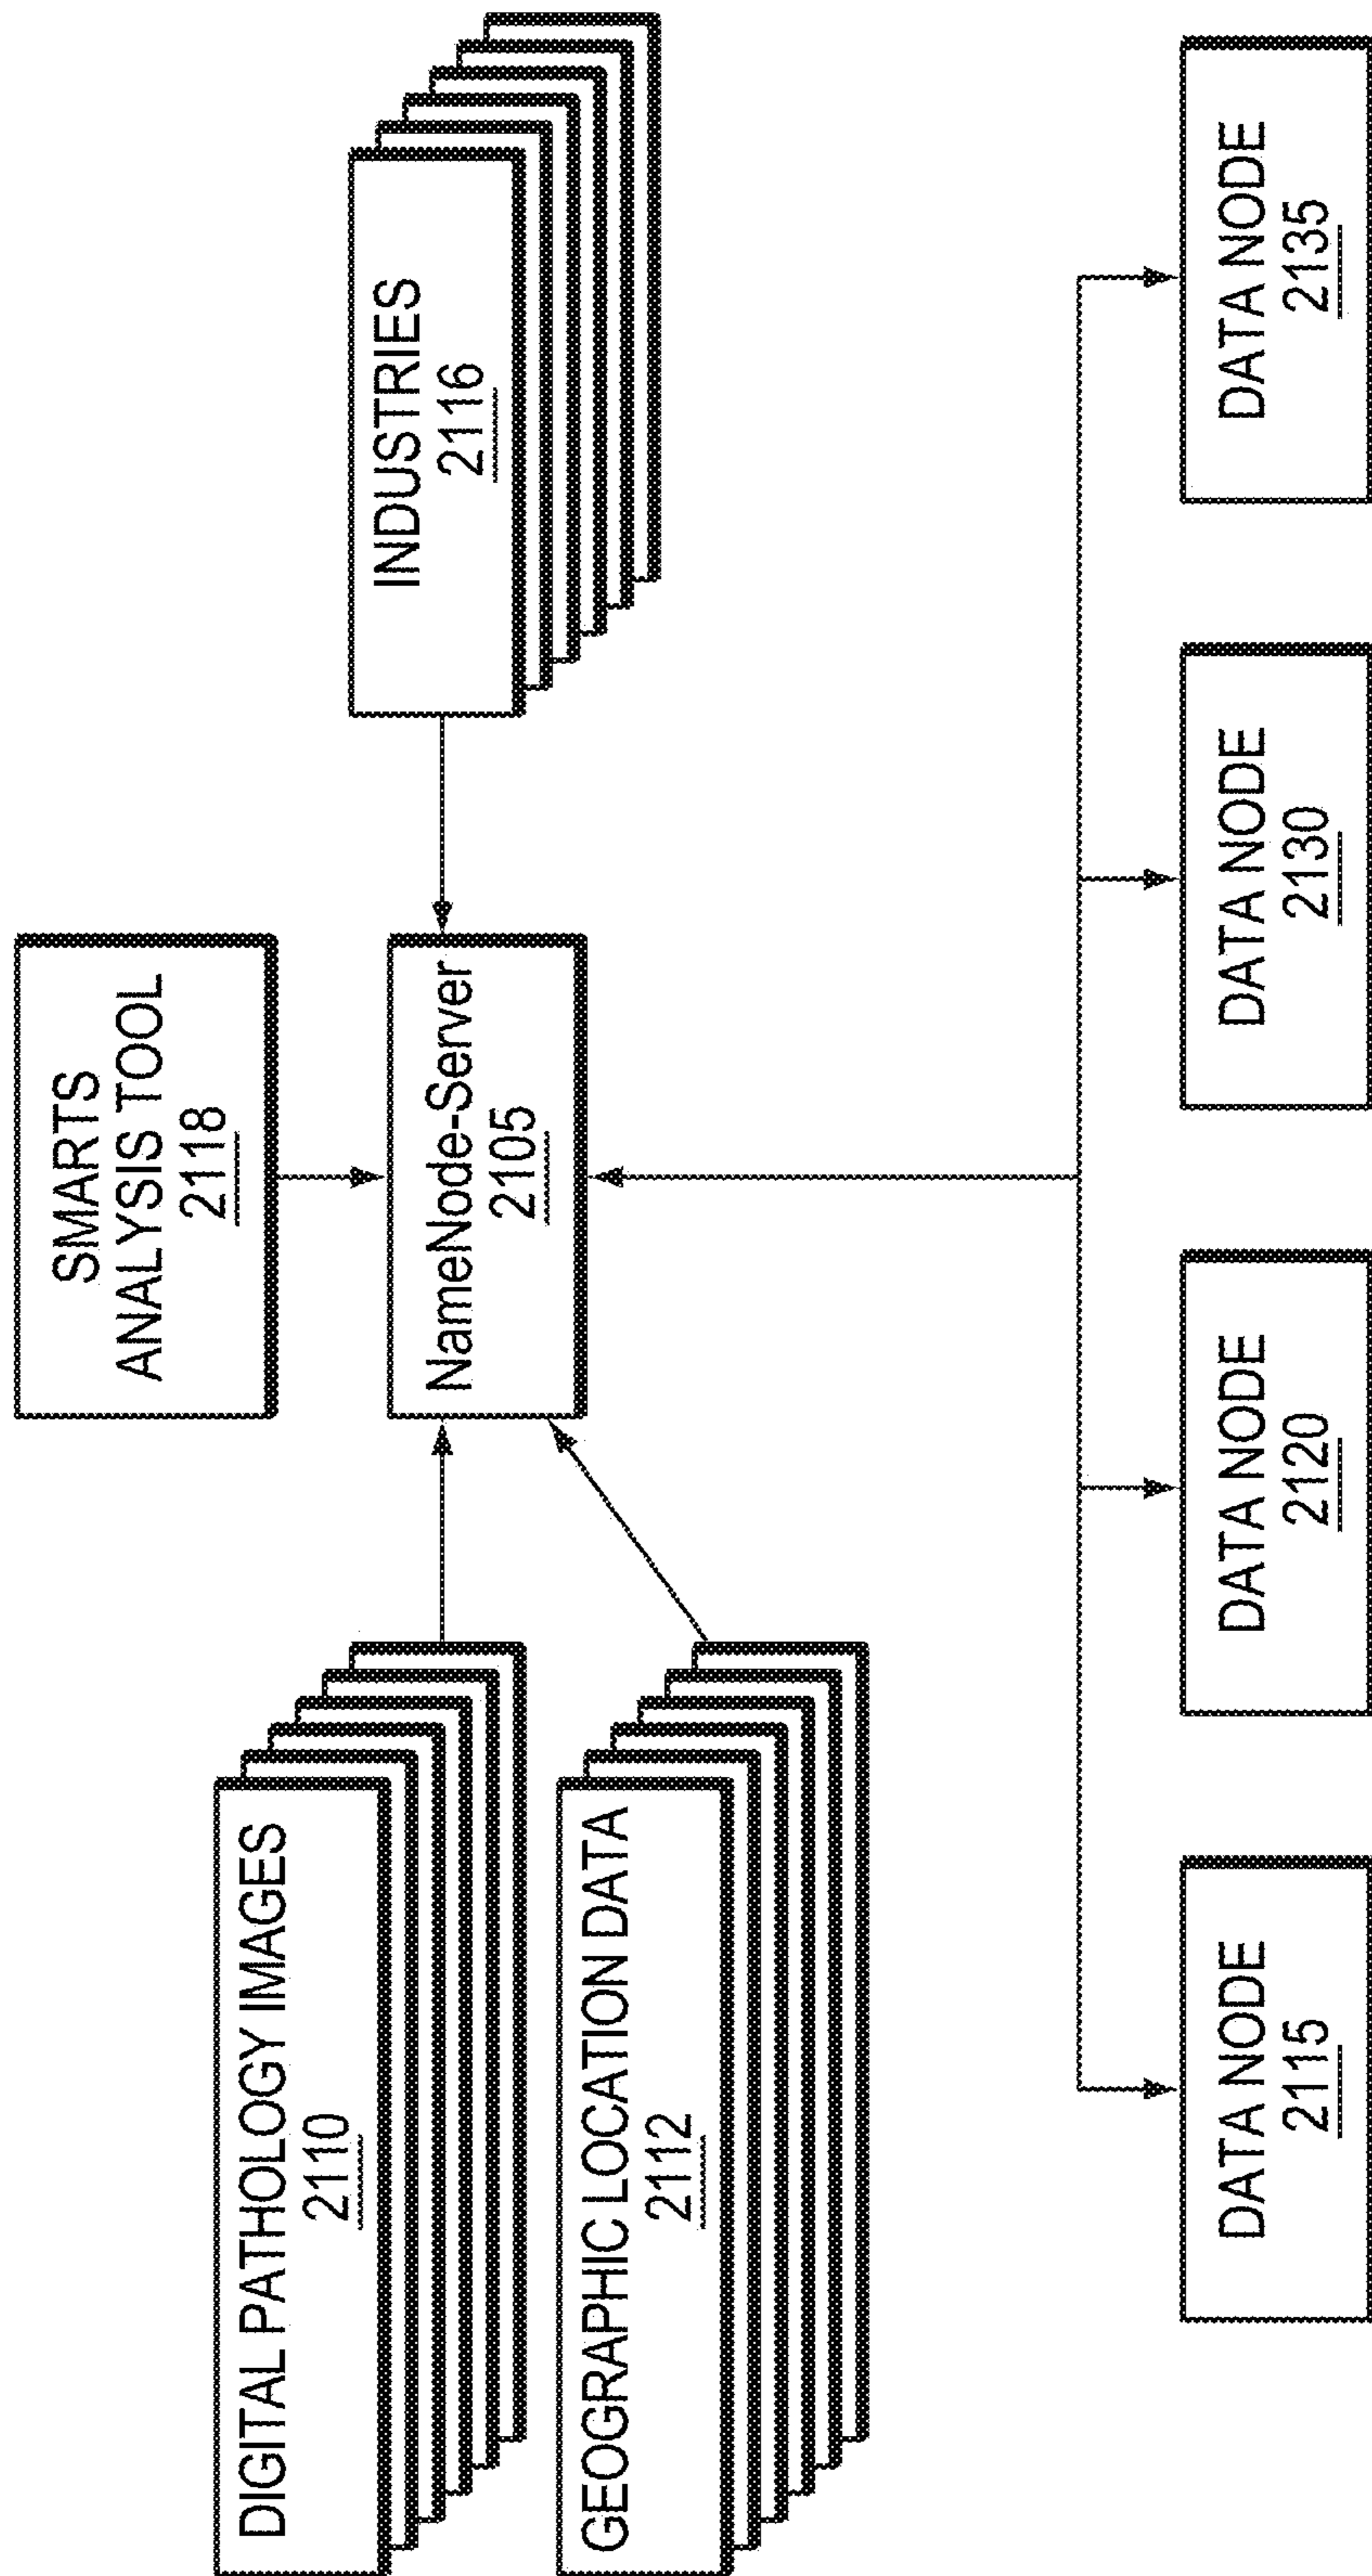 SMARTS
ANALYSIS TOOL
2118
DIGITAL PATHOLOGY IMAGES
2110
NameNode-Server
2105
INDUSTRIES
2116
GEOGRAPHIC LOCATION DATA
2112
DATA NODE
2115
DATA NODE
2120
DATA NODE
2130
DATA NODE
2135